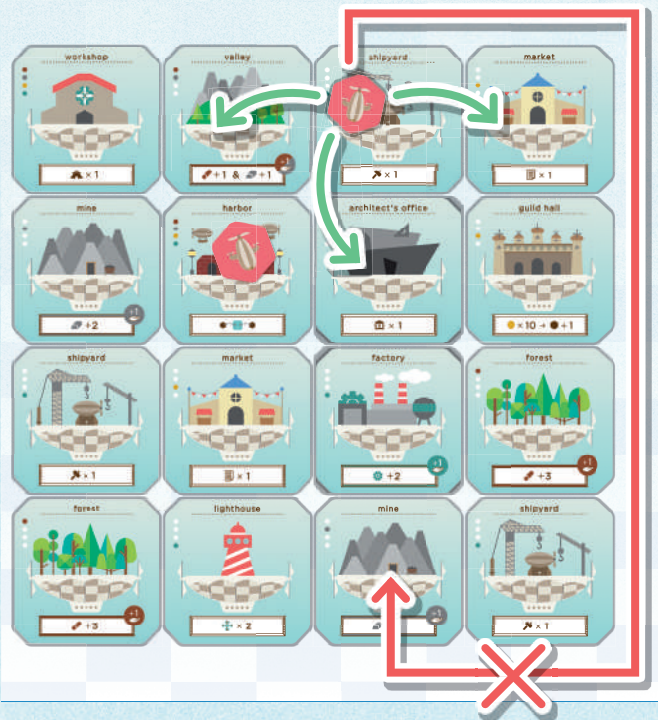 workshop
valley
shipyard
market
× 1
+1 & +1
+1
× 1
× 1
mine
harbor
architect's office
guild hall
+2
+1
× 1
× 10 → +1
shipyard
market
factory
forest
× 1
× 1
+2
+1
+3
+1
forest
lighthouse
mine
shipyard
+3
+1
× 2
+1
× 1